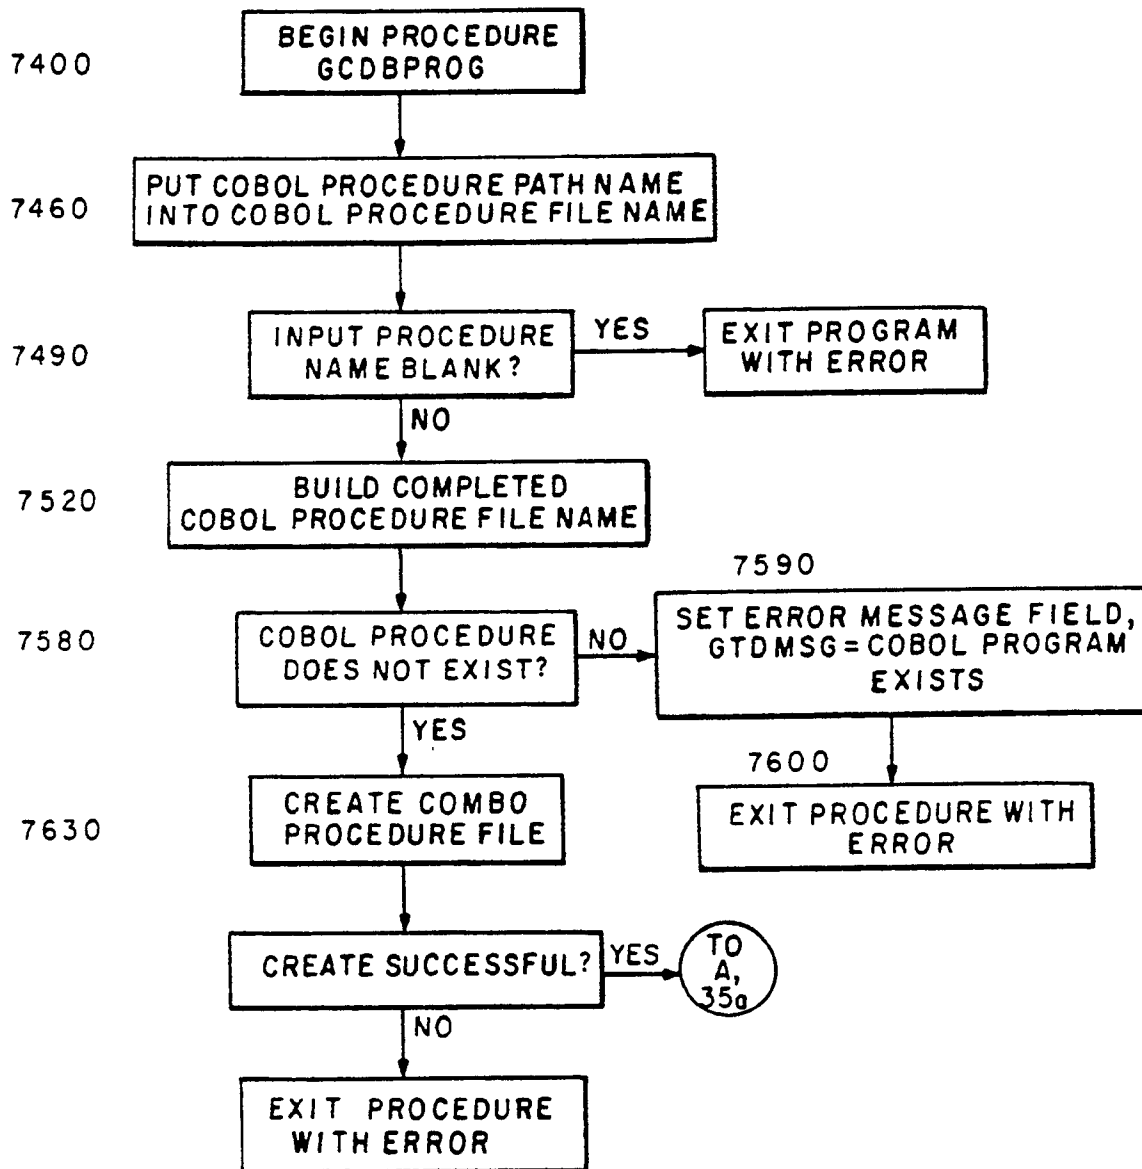 7400
BEGIN PROCEDURE
GCDBPROG
7460
PUT COBOL PROCEDURE PATH NAME
INTO COBOL PROCEDURE FILE NAME
7490
INPUT PROCEDURE
NAME BLANK?
YES
EXIT PROGRAM
WITH ERROR
NO
7520
BUILD COMPLETED
COBOL PROCEDURE FILE NAME
7580
COBOL PROCEDURE
DOES NOT EXIST?
NO
7590
SET ERROR MESSAGE FIELD,
GTDMSG=COBOL PROGRAM
EXISTS
YES
7600
EXIT PROCEDURE WITH
ERROR
7630
CREATE COMBO
PROCEDURE FILE
CREATE SUCCESSFUL?
YES
TO
A,
35a
NO
EXIT PROCEDURE
WITH ERROR